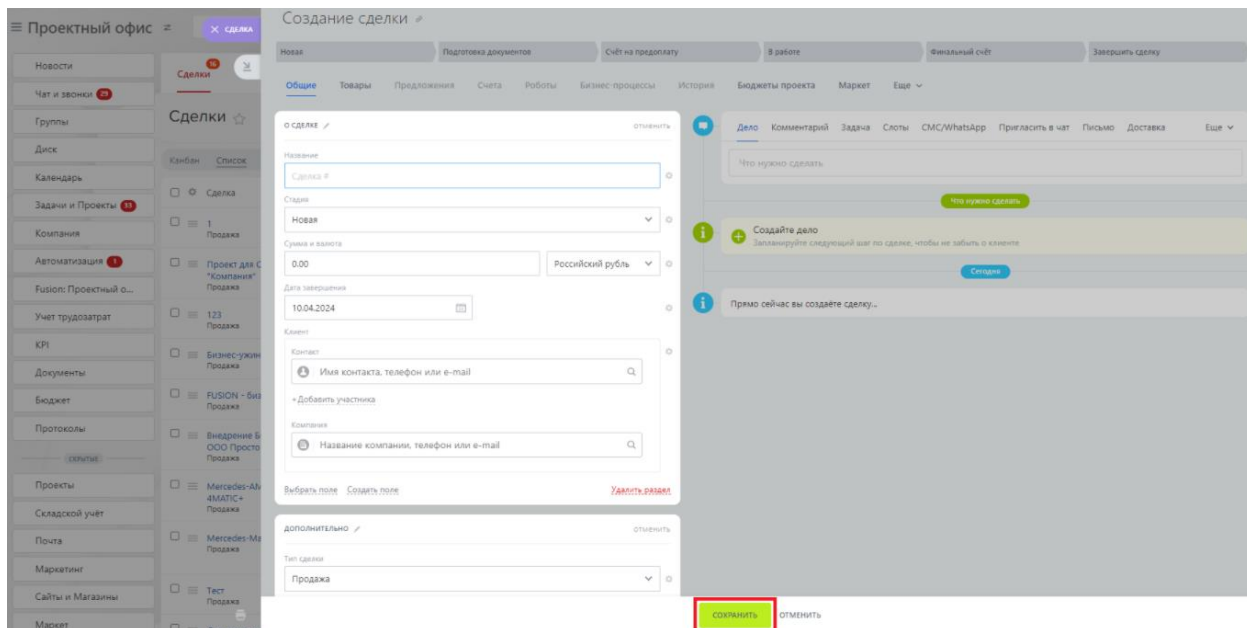 Проектный офис
СДЕЛКА
Новости
Чат и звонки 29
Группы
Диск
Календарь
Задачи и Проекты 93
Компания
Автоматизация 1
Fusion: Проектный о...
Учет трудозатрат
KPI
Документы
Бюджет
Протоколы
СКРЫТЫЕ
Проекты
Складской учёт
Почта
Маркетинг
Сайты и Магазины
Маркет
Сделки
Сделки
Канбан Список
Сделка
1
Продажа
Проект для С
"Компания"
Продажа
123
Продажа
Бизнес-ужин
Продажа
FUSION - биз
Продажа
Внедрение Б
ООО Просто
Продажа
Mercedes-AM
4MATIC+
Продажа
Mercedes-Ma
Продажа
Тест
Продажа
Создание сделки
Новая Подготовка документов Счёт на предоплату В работе Финальный счёт Завершить сделку
Общие Товары Предложения Счета Роботы Бизнес-процессы История Бюджеты проекта Маркет Еще
О СДЕЛКЕ ОТМЕНИТЬ
Название
Сделка #
Стадия
Новая
Сумма и валюта
0.00 Российский рубль
Дата завершения
10.04.2024
Клиент
Контакт
Имя контакта, телефон или e-mail
+ Добавить участника
Компания
Название компании, телефон или e-mail
Выбрать поле Создать поле Удалить раздел
ДОПОЛНИТЕЛЬНО ОТМЕНИТЬ
Тип сделки
Продажа
Дело Комментарий Задача Слоты СМС/WhatsApp Пригласить в чат Письмо Доставка Еще
Что нужно сделать
Что нужно сделать
Создайте дело
Запланируйте следующий шаг по сделке, чтобы не забыть о клиенте
Сегодня
Прямо сейчас вы создаёте сделку...
СОХРАНИТЬ ОТМЕНИТЬ